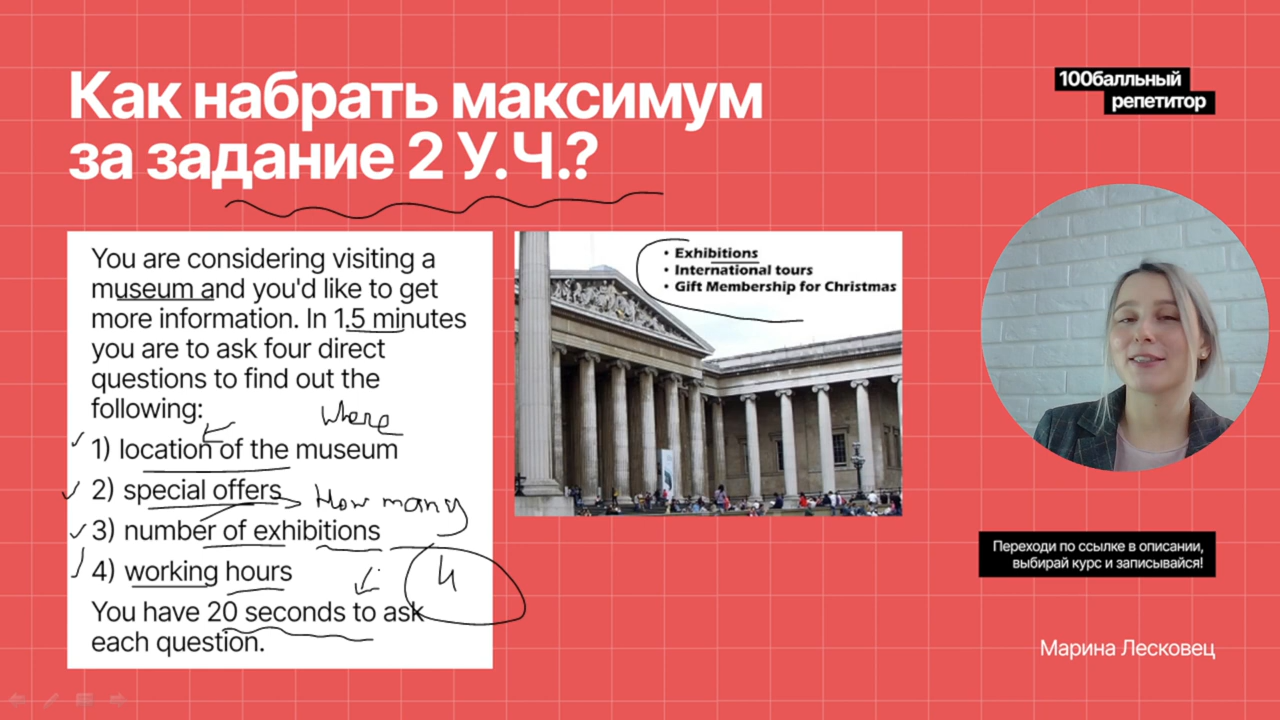 Как набрать максимум
за задание 2 У.Ч.?
100балльный
репетитор
You are considering visiting a
museum and you'd like to get
more information. In 1.5 minutes
you are to ask four direct
questions to find out the
following:
where
1) location of the museum
2) special offers
How many
3) number of exhibitions
4) working hours
4
You have 20 seconds to ask
each question.
• Exhibitions
• International tours
• Gift Membership for Christmas
Переходи по ссылке в описании,
выбирай курс и записывайся!
Марина Лесковец